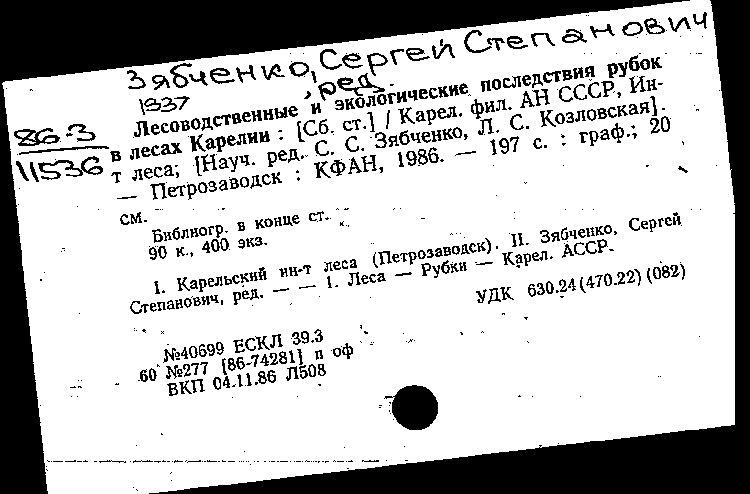 Зябченко, Сергей Степанович
, ред.
1937
86-3
11536
Лесоводственные и экологические последствия рубок
в лесах Карелии : [Сб. ст.] / Карел. фил. АН СССР, Ин-
т леса; [Науч. ред. С. С. Зябченко, Л. С. Козловская].
— Петрозаводск : КФАН, 1986. — 197 с. : граф.; 20
см.
Библиогр. в конце ст.
90 к., 400 экз.
I. Карельский ин-т леса (Петрозаводск). II. Зябченко, Сергей
Степанович, ред. — — 1. Леса — Рубки — Карел. АССР.
УДК 630.24(470.22)(082)
№40699 ЕСКЛ 39.3
60 №277 [86-74281] п оф
ВКП 04.11.86 Л508